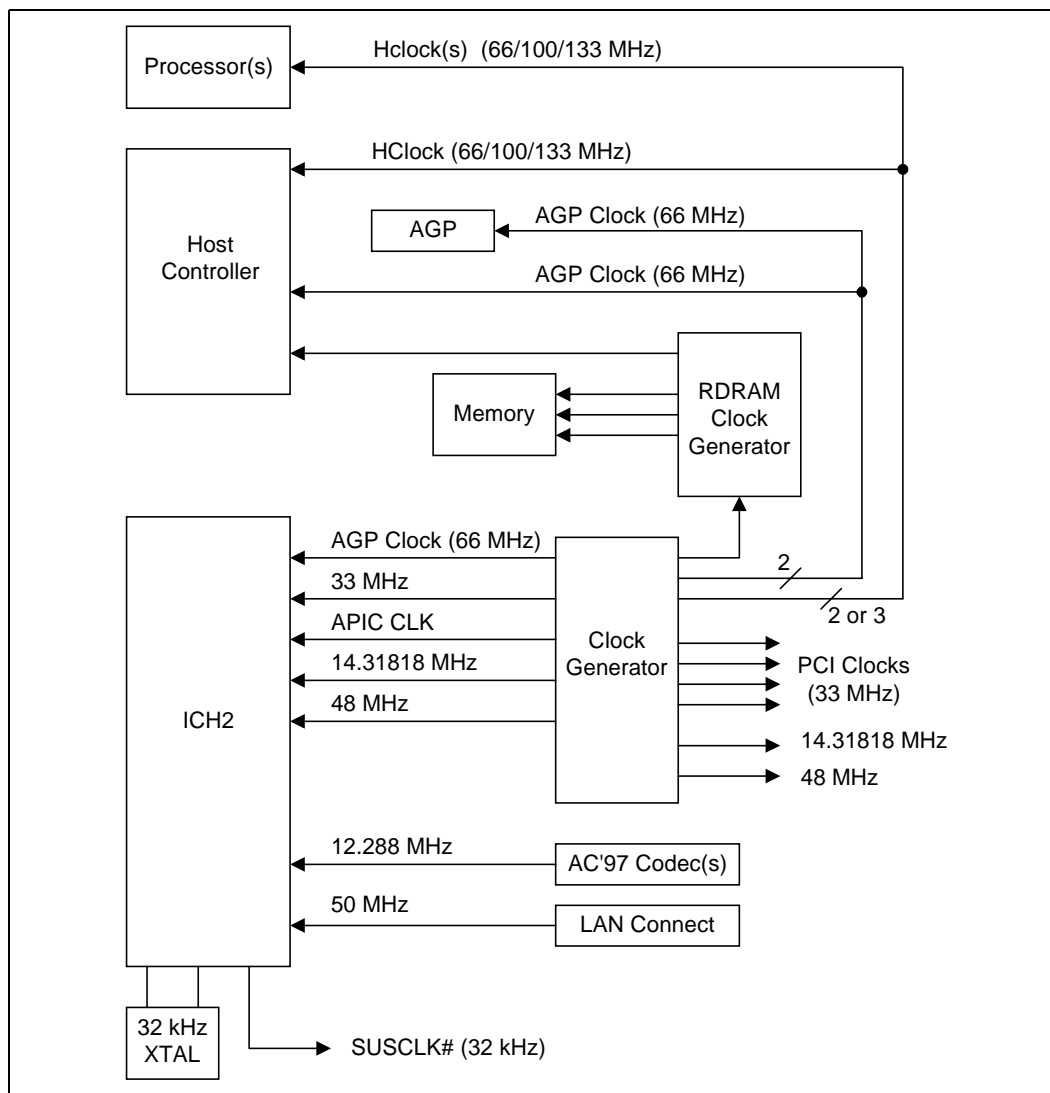 Hclock(s) (66/100/133 MHz)
Processor(s)
HClock (66/100/133 MHz)
AGP Clock (66 MHz)
AGP
Host
Controller
AGP Clock (66 MHz)
RDRAM
Clock
Generator
Memory
AGP Clock (66 MHz)
2
33 MHz
2 or 3
APIC CLK
Clock
Generator
PCI Clocks
(33 MHz)
14.31818 MHz
48 MHz
ICH2
14.31818 MHz
48 MHz
12.288 MHz
AC'97 Codec(s)
50 MHz
LAN Connect
32 kHz
XTAL
SUSCLK# (32 kHz)